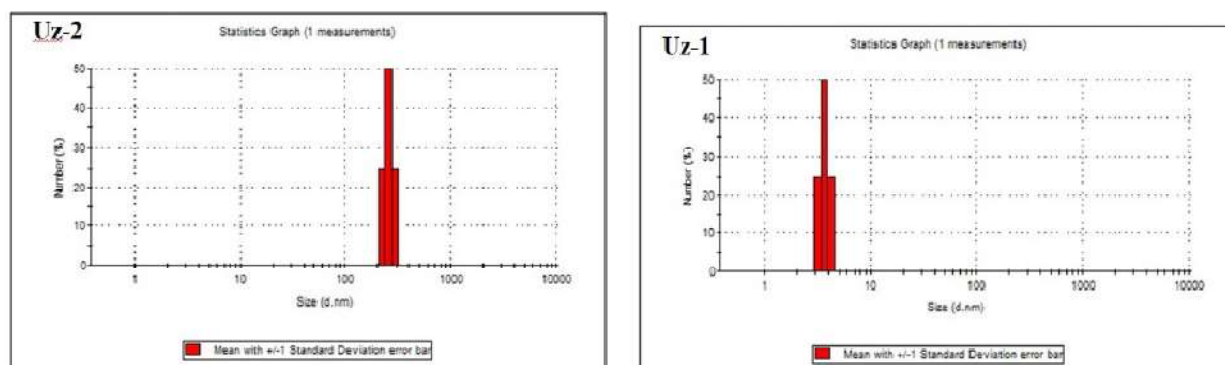 Uz-2
Statistics Graph (1 measurements)
50
40
30
20
10
0
Number (%)
1
10
100
1000
10000
Size (d.nm)
Mean with +/-1 Standard Deviation error bar
Uz-1
Statistics Graph (1 measurements)
50
40
30
20
10
0
Number (%)
1
10
100
1000
10000
Size (d.nm)
Mean with +/-1 Standard Deviation error bar